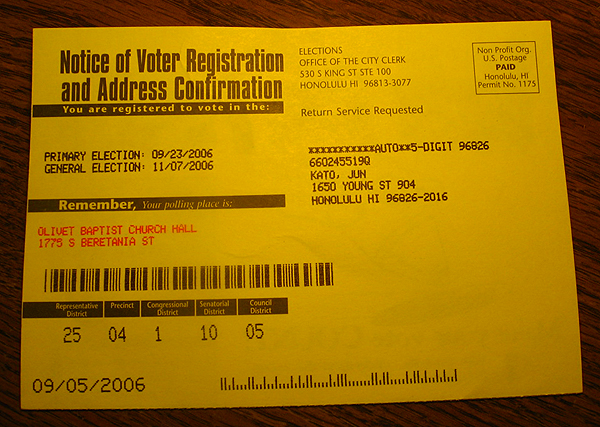 Notice of Voter Registration
and Address Confirmation
You are registered to vote in the:
ELECTIONS
OFFICE OF THE CITY CLERK
530 S KING ST STE 100
HONOLULU HI 96813-3077
Non Profit Org.
U.S. Postage
PAID
Honolulu, HI
Permit No. 1175
Return Service Requested
PRIMARY ELECTION: 09/23/2006
GENERAL ELECTION: 11/07/2006
***********AUTO**5-DIGIT 96826
660245519Q
KATO, JUN
1650 YOUNG ST 904
HONOLULU HI 96826-2016
Remember, Your polling place is:
OLIVET BAPTIST CHURCH HALL
1775 S BERETANIA ST
Representative District Precinct Congressional District Senatorial District Council District
25 04 1 10 05
09/05/2006